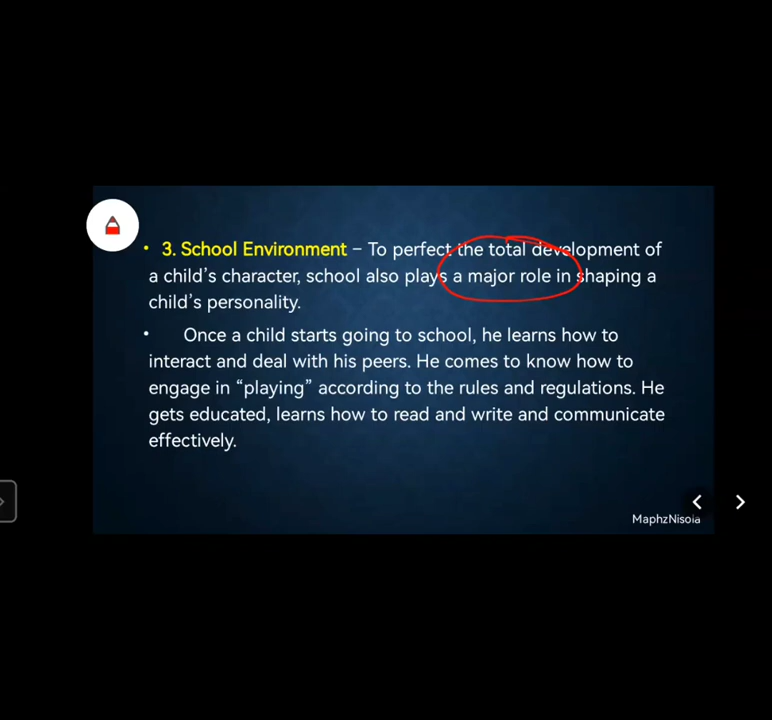 • 3. School Environment – To perfect the total development of
a child's character, school also plays a major role in shaping a
child's personality.
• Once a child starts going to school, he learns how to
interact and deal with his peers. He comes to know how to
engage in “playing” according to the rules and regulations. He
gets educated, learns how to read and write and communicate
effectively.
MaphzNisoia